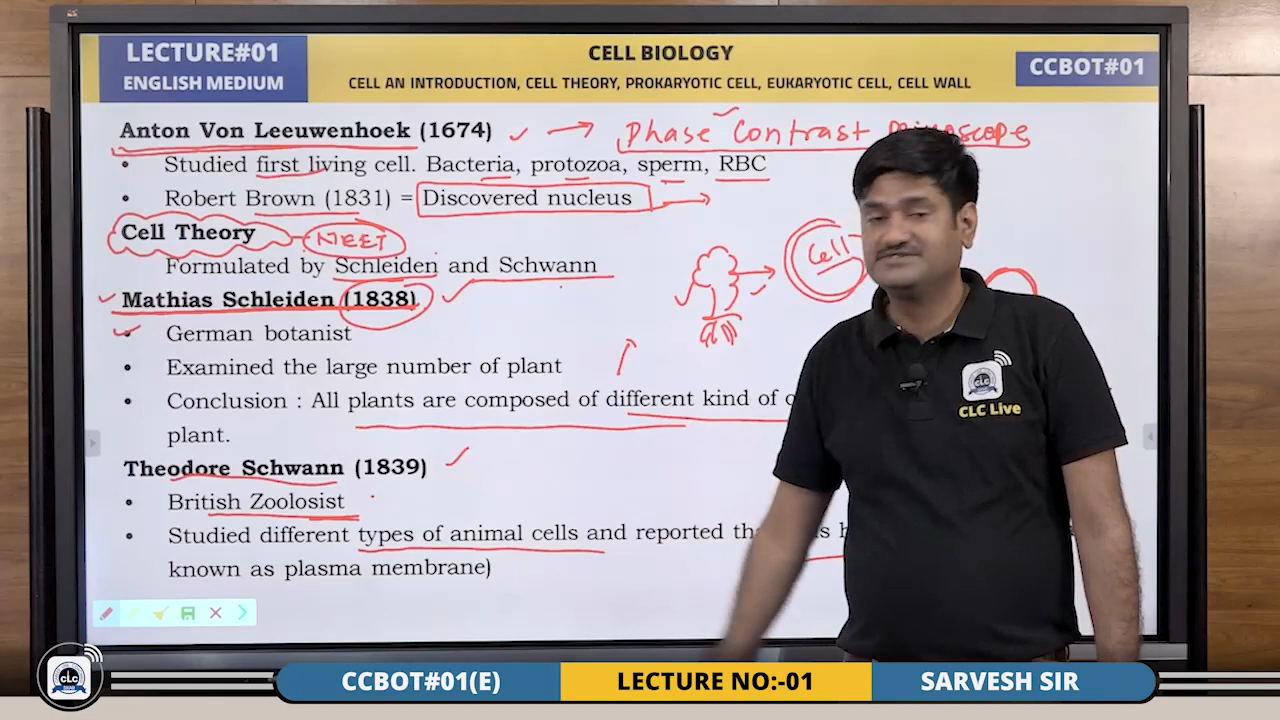 LECTURE#01
ENGLISH MEDIUM
CELL BIOLOGY
CELL AN INTRODUCTION, CELL THEORY, PROKARYOTIC CELL, EUKARYOTIC CELL, CELL WALL
CCBOT#01
Anton Von Leeuwenhoek (1674) Phase Contrast
• Studied first living cell. Bacteria, protozoa, sperm, RBC
• Robert Brown (1831) = Discovered nucleus
Cell Theory NEET
Formulated by Schleiden and Schwann
Cell
Mathias Schleiden (1838)
• German botanist
• Examined the large number of plant
• Conclusion : All plants are composed of different kind of
plant.
Theodore Schwann (1839)
• British Zoolosist
• Studied different types of animal cells and reported
known as plasma membrane)
CLC
CLC Live
CLC
CCBOT#01(E)
LECTURE NO:-01
SARVESH SIR